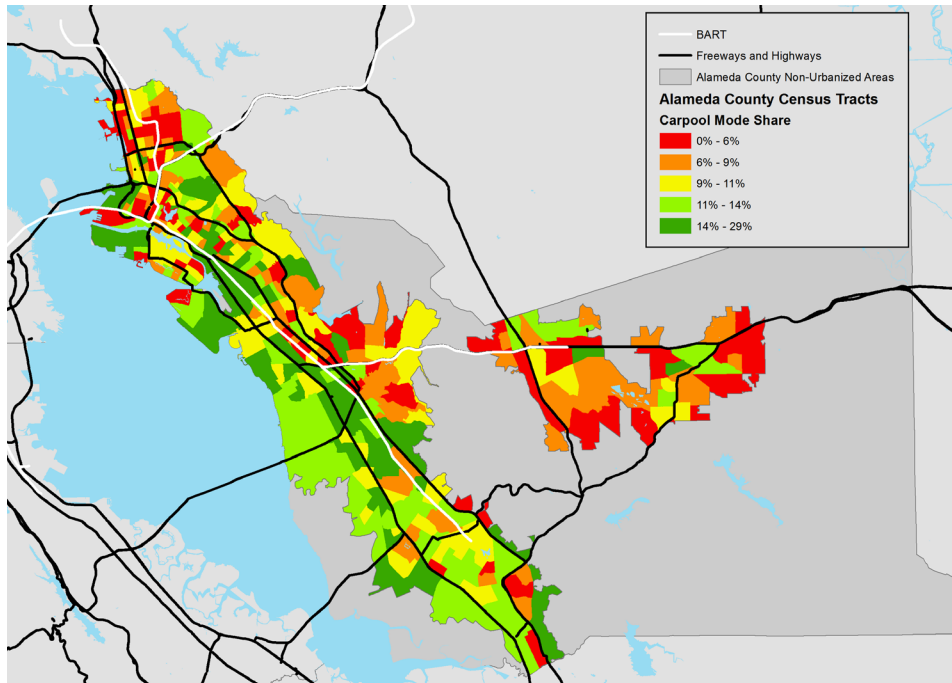 BART
Freeways and Highways
Alameda County Non-Urbanized Areas
Alameda County Census Tracts
Carpool Mode Share
0% - 6%
6% - 9%
9% - 11%
11% - 14%
14% - 29%